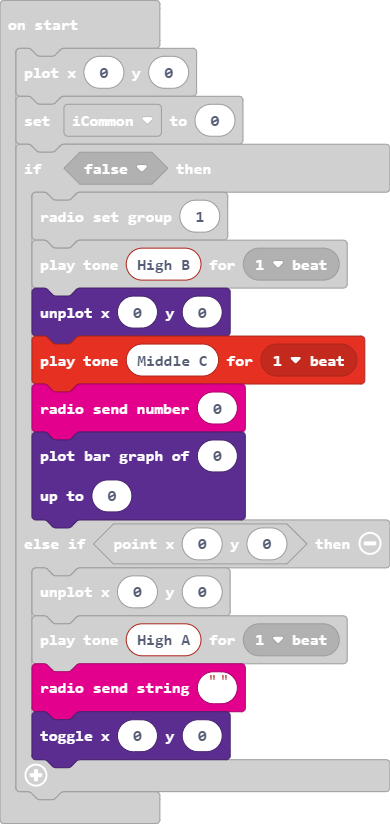 on start
plot x 0 y 0
set iCommon to 0
if false then
radio set group 1
play tone High B for 1 beat
unplot x 0 y 0
play tone Middle C for 1 beat
radio send number 0
plot bar graph of 0
up to 0
else if point x 0 y 0 then
unplot x 0 y 0
play tone High A for 1 beat
radio send string " "
toggle x 0 y 0